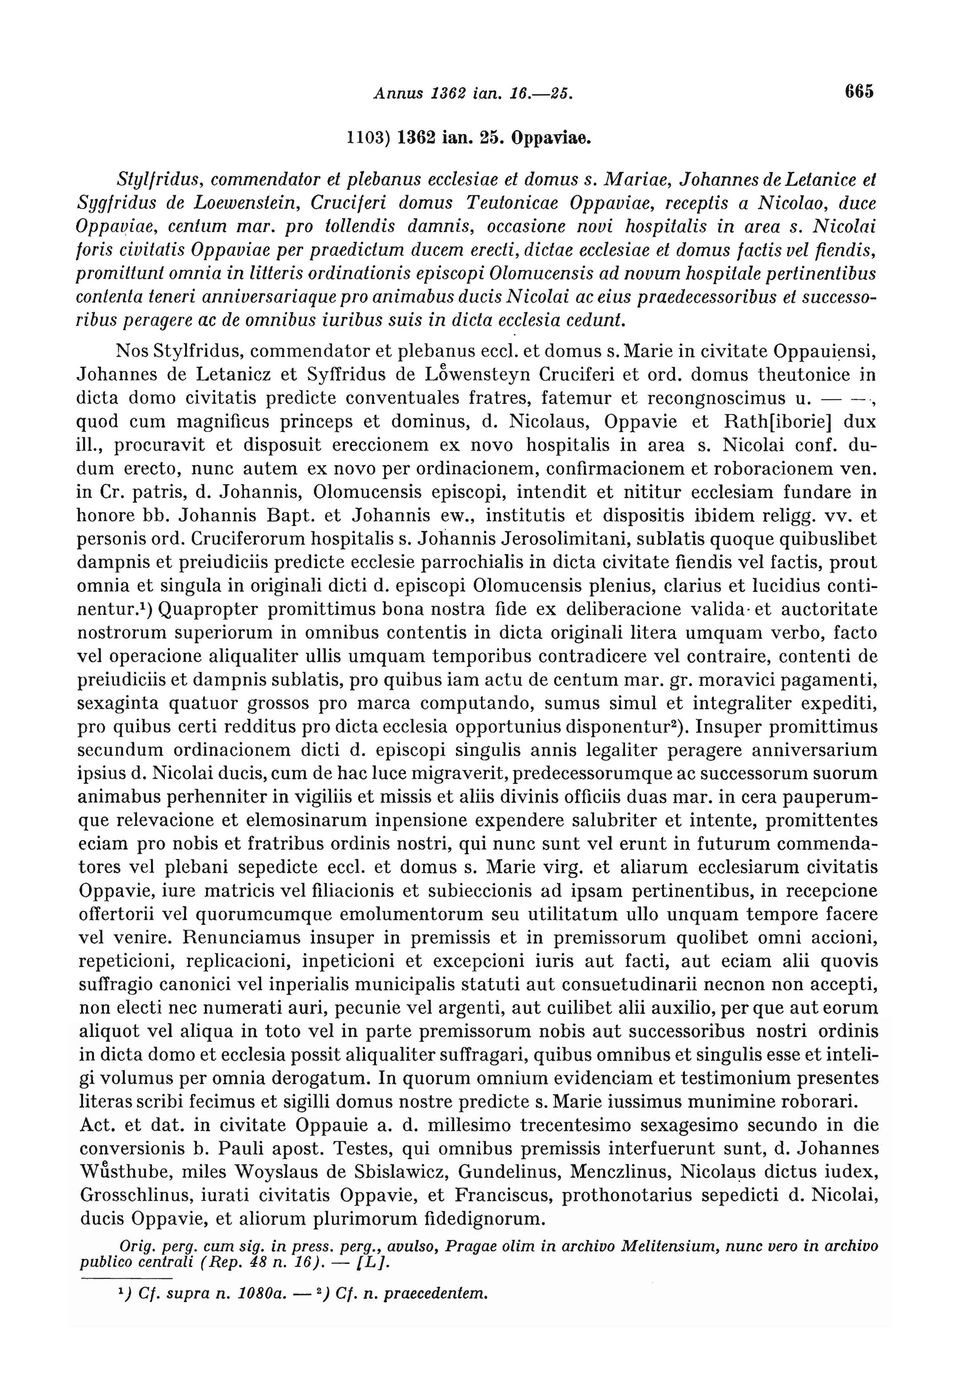 Annus 1362 ian. 16.—25. 665
1103) 1362 ian. 25. Oppaviae.
Stylfridus, commendator et plebanus ecclesiae et domus s. Mariae, Johannes de Letanice et
Sygfridus de Loewenstein, Cruciferi domus Teutonicae Oppaviae, receptis a Nicolao, duce
Oppaviae, centum mar. pro tollendis damnis, occasione novi hospitalis in area s. Nicolai
foris civitatis Oppaviae per praedictum ducem erecti, dictae ecclesiae et domus factis vel fiendis,
promittunt omnia in litteris ordinationis episcopi Olomucensis ad novum hospitale pertinentibus
contenta teneri anniversariaque pro animabus ducis Nicolai ac eius praedecessoribus et successo-
ribus peragere ac de omnibus iuribus suis in dicta ecclesia cedunt.
Nos Stylfridus, commendator et plebanus eccl. et domus s. Marie in civitate Oppauiensi,
Johannes de Letanicz et Syffridus de Loͤwensteyn Cruciferi et ord. domus theutonice in
dicta domo civitatis predicte conventuales fratres, fatemur et recongnoscimus u. — —,
quod cum magnificus princeps et dominus, d. Nicolaus, Oppavie et Rath[iborie] dux
ill., procuravit et disposuit ereccionem ex novo hospitalis in area s. Nicolai conf. du-
dum erecto, nunc autem ex novo per ordinacionem, confirmacionem et roboracionem ven.
in Cr. patris, d. Johannis, Olomucensis episcopi, intendit et nititur ecclesiam fundare in
honore bb. Johannis Bapt. et Johannis ew., institutis et dispositis ibidem religg. vv. et
personis ord. Cruciferorum hospitalis s. Johannis Jerosolimitani, sublatis quoque quibuslibet
dampnis et preiudiciis predicte ecclesie parrochialis in dicta civitate fiendis vel factis, prout
omnia et singula in originali dicti d. episcopi Olomucensis plenius, clarius et lucidius conti-
nentur.¹) Quapropter promittimus bona nostra fide ex deliberacione valida et auctoritate
nostrorum superiorum in omnibus contentis in dicta originali litera umquam verbo, facto
vel operacione aliqualiter ullis umquam temporibus contradicere vel contraire, contenti de
preiudiciis et dampnis sublatis, pro quibus iam actu de centum mar. gr. moravici pagamenti,
sexaginta quatuor grossos pro marca computando, sumus simul et integraliter expediti,
pro quibus certi redditus pro dicta ecclesia opportunius disponentur²). Insuper promittimus
secundum ordinacionem dicti d. episcopi singulis annis legaliter peragere anniversarium
ipsius d. Nicolai ducis, cum de hac luce migraverit, predecessorumque ac successorum suorum
animabus perhenniter in vigiliis et missis et aliis divinis officiis duas mar. in cera pauperum-
que relevacione et elemosinarum inpensione expendere salubriter et intente, promittentes
eciam pro nobis et fratribus ordinis nostri, qui nunc sunt vel erunt in futurum commenda-
tores vel plebani sepedicte eccl. et domus s. Marie virg. et aliarum ecclesiarum civitatis
Oppavie, iure matricis vel filiacionis et subieccionis ad ipsam pertinentibus, in recepcione
offertorii vel quorumcumque emolumentorum seu utilitatum ullo unquam tempore facere
vel venire. Renunciamus insuper in premissis et in premissorum quolibet omni accioni,
repeticioni, replicacioni, inpeticioni et excepcioni iuris aut facti, aut eciam alii quovis
suffragio canonici vel inperialis municipalis statuti aut consuetudinarii necnon non accepti,
non electi nec numerati auri, pecunie vel argenti, aut cuilibet alii auxilio, per que aut eorum
aliquot vel aliqua in toto vel in parte premissorum nobis aut successoribus nostri ordinis
in dicta domo et ecclesia possit aliqualiter suffragari, quibus omnibus et singulis esse et inteli-
gi volumus per omnia derogatum. In quorum omnium evidenciam et testimonium presentes
literas scribi fecimus et sigilli domus nostre predicte s. Marie iussimus munimine roborari.
Act. et dat. in civitate Oppauie a. d. millesimo trecentesimo sexagesimo secundo in die
conversionis b. Pauli apost. Testes, qui omnibus premissis interfuerunt sunt, d. Johannes
Wuͤsthube, miles Woyslaus de Sbislawicz, Gundelinus, Menczlinus, Nicolaus dictus iudex,
Grosschlinus, iurati civitatis Oppavie, et Franciscus, prothonotarius sepedicti d. Nicolai,
ducis Oppavie, et aliorum plurimorum fidedignorum.
Orig. perg. cum sig. in press. perg., avulso, Pragae olim in archivo Melitensium, nunc vero in archivo
publico centrali (Rep. 48 n. 16). — [L].
¹) Cf. supra n. 1080a. — ²) Cf. n. praecedentem.